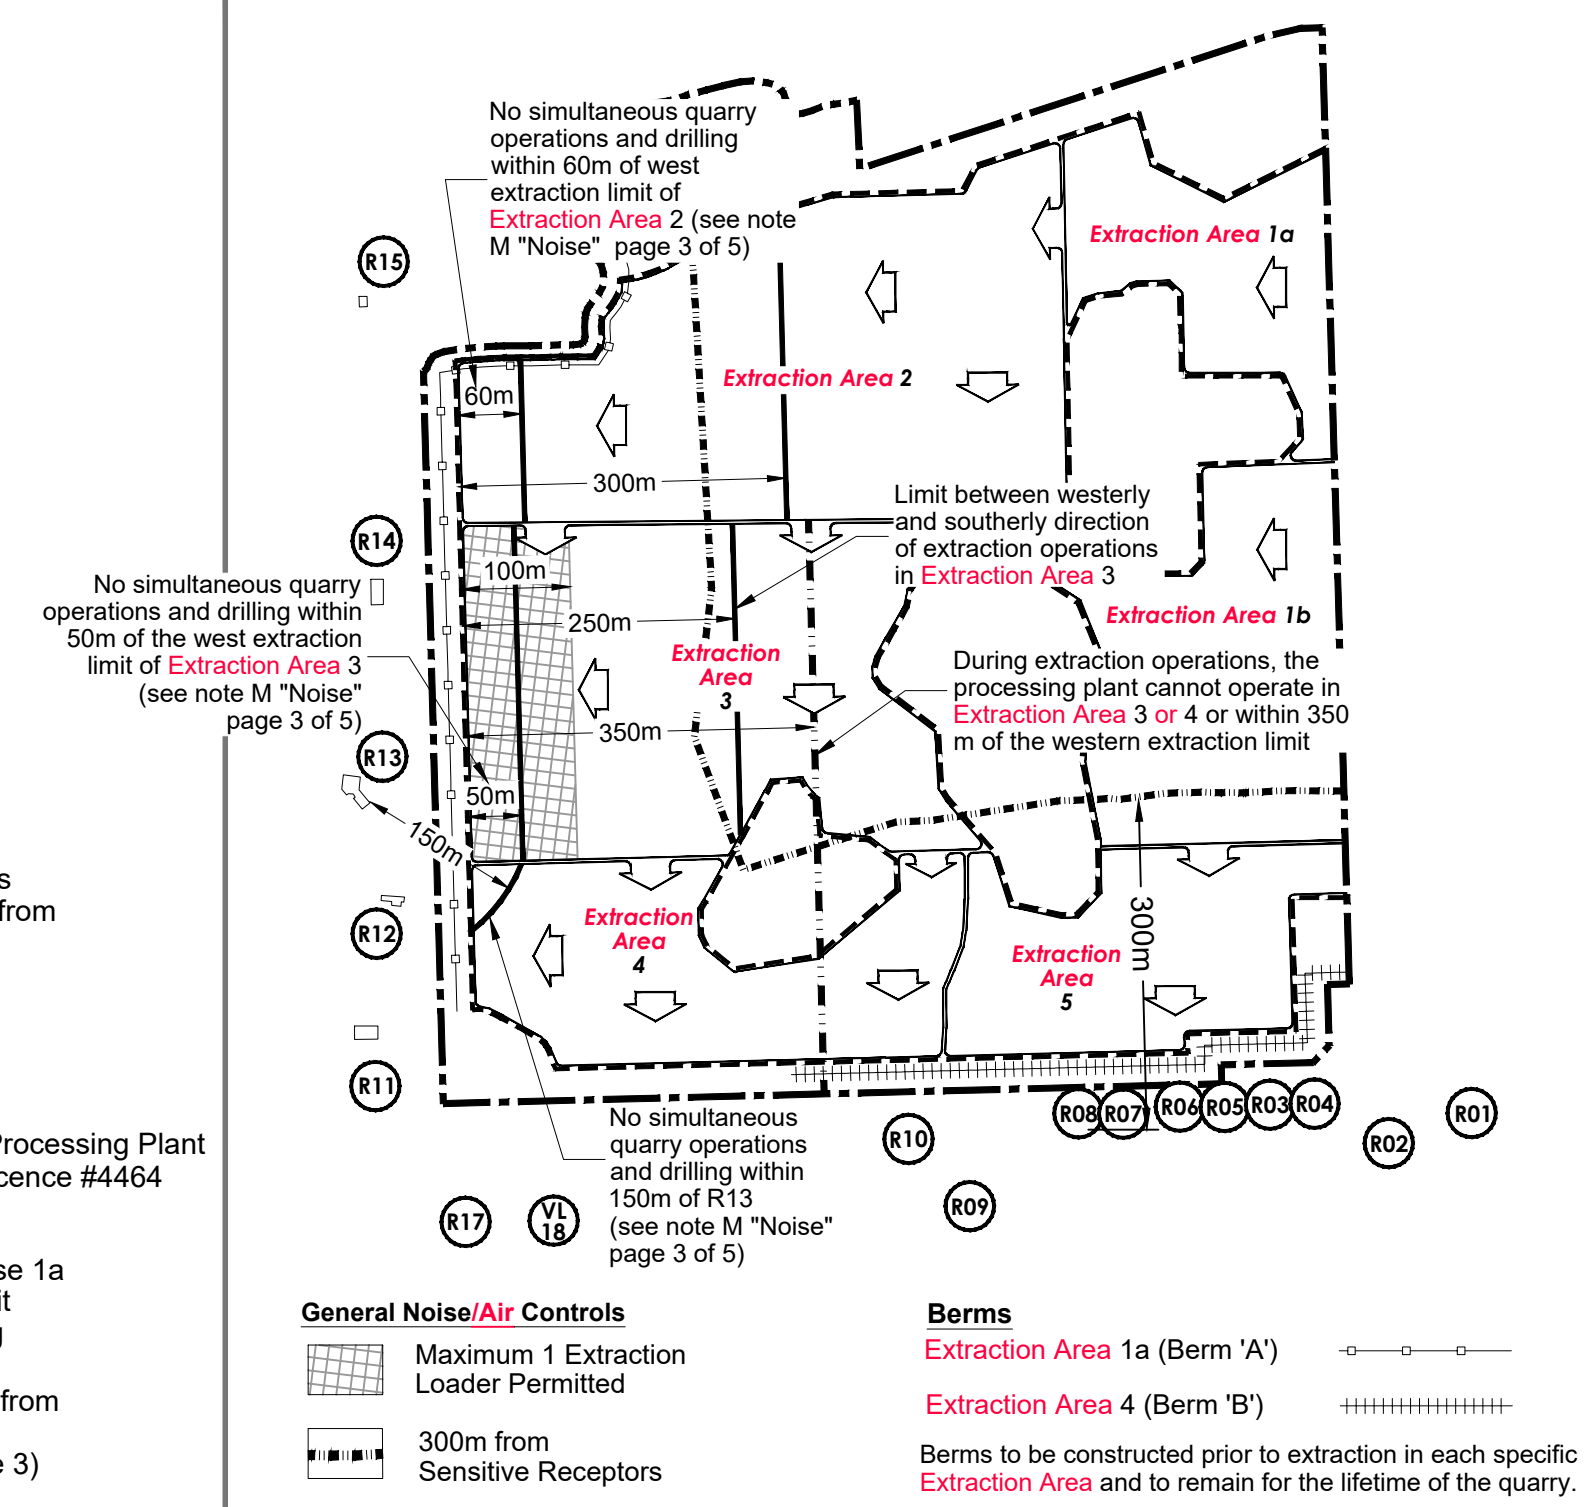 No simultaneous quarry
operations and drilling
within 60m of west
extraction limit of
Extraction Area 2 (see note
M "Noise" page 3 of 5)
R15
Extraction Area 1a
Extraction Area 2
60m
300m
Limit between westerly
and southerly direction
of extraction operations
in Extraction Area 3
R14
100m
No simultaneous quarry
operations and drilling within
50m of the west extraction
limit of Extraction Area 3
(see note M "Noise"
page 3 of 5)
250m
Extraction Area 1b
Extraction
Area
3
During extraction operations, the
processing plant cannot operate in
Extraction Area 3 or 4 or within 350
m of the western extraction limit
350m
R13
50m
150m
s
from
R12
Extraction
Area
4
300m
Extraction
Area
5
R11
Processing Plant
cence #4464
No simultaneous
quarry operations
and drilling within
150m of R13
(see note M "Noise"
page 3 of 5)
R10
R08
R07
R06
R05
R03
R04
R02
R01
R17
VL
18
R09
se 1a
it
g
from
e 3)
General Noise/Air Controls
Maximum 1 Extraction
Loader Permitted
300m from
Sensitive Receptors
Berms
Extraction Area 1a (Berm 'A')
Extraction Area 4 (Berm 'B')
Berms to be constructed prior to extraction in each specific
Extraction Area and to remain for the lifetime of the quarry.